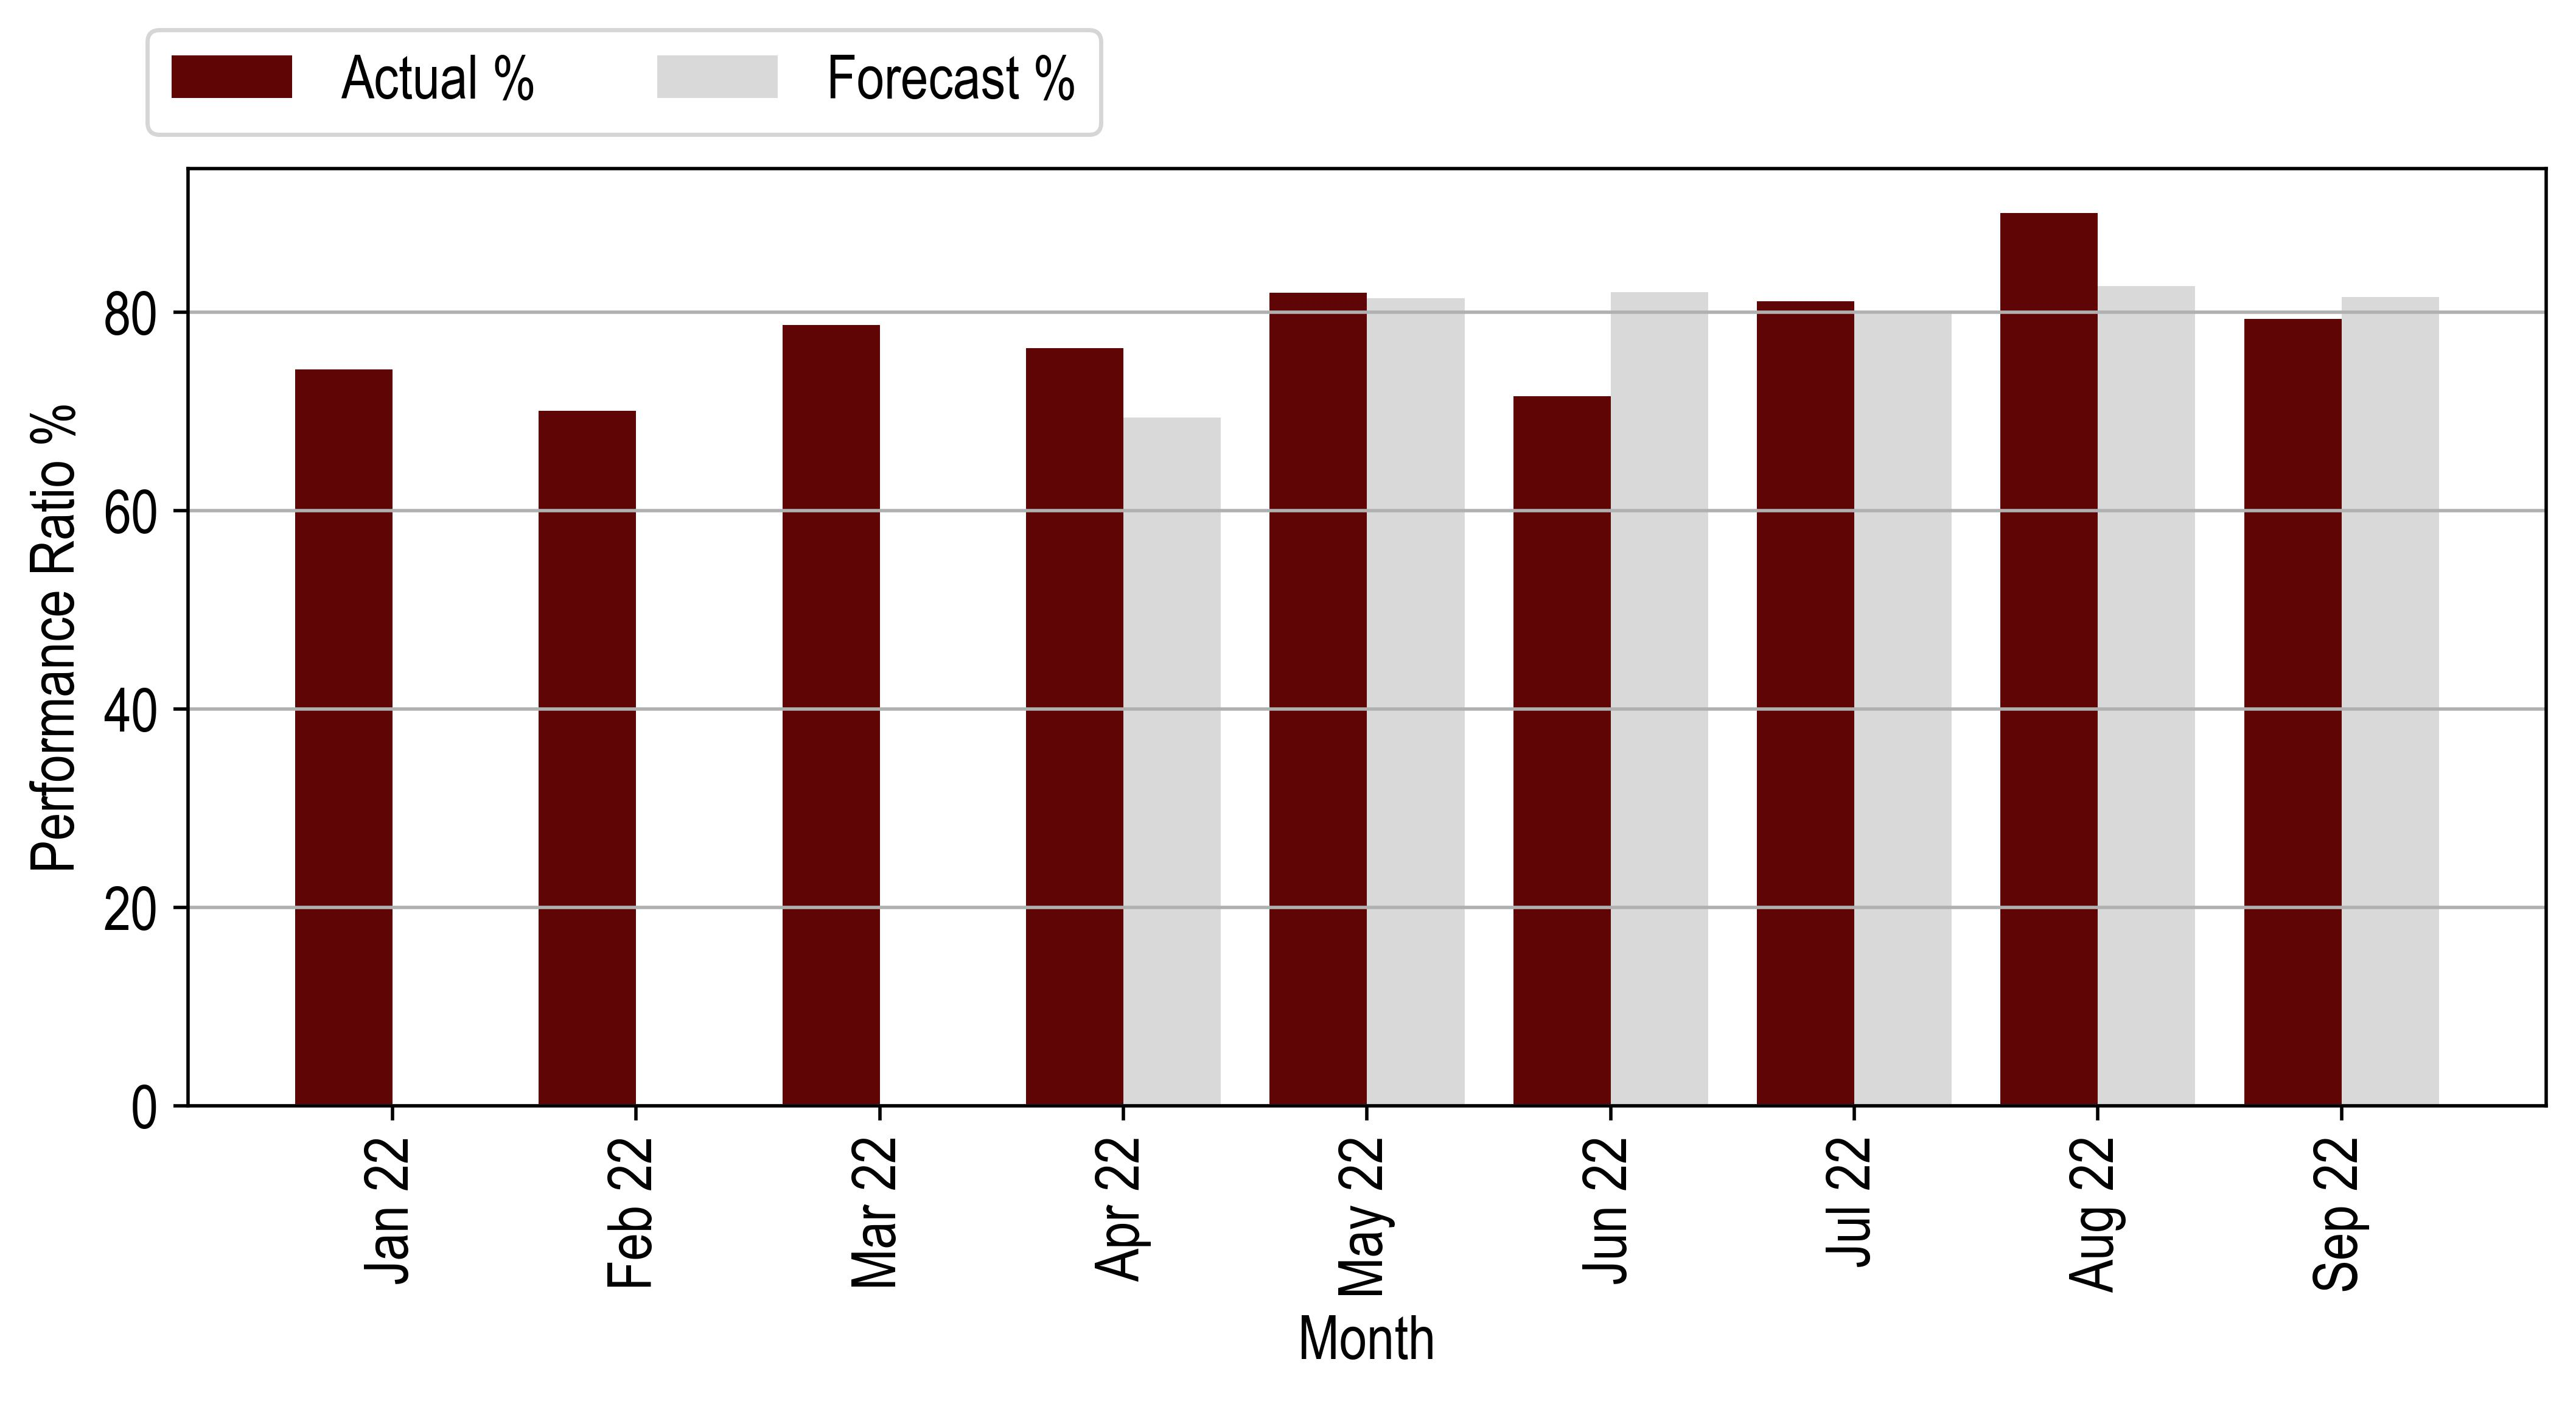 Actual % Forecast %
Performance Ratio %
80
60
40
20
0
Jan 22
Feb 22
Mar 22
Apr 22
May 22
Jun 22
Jul 22
Aug 22
Sep 22
Month